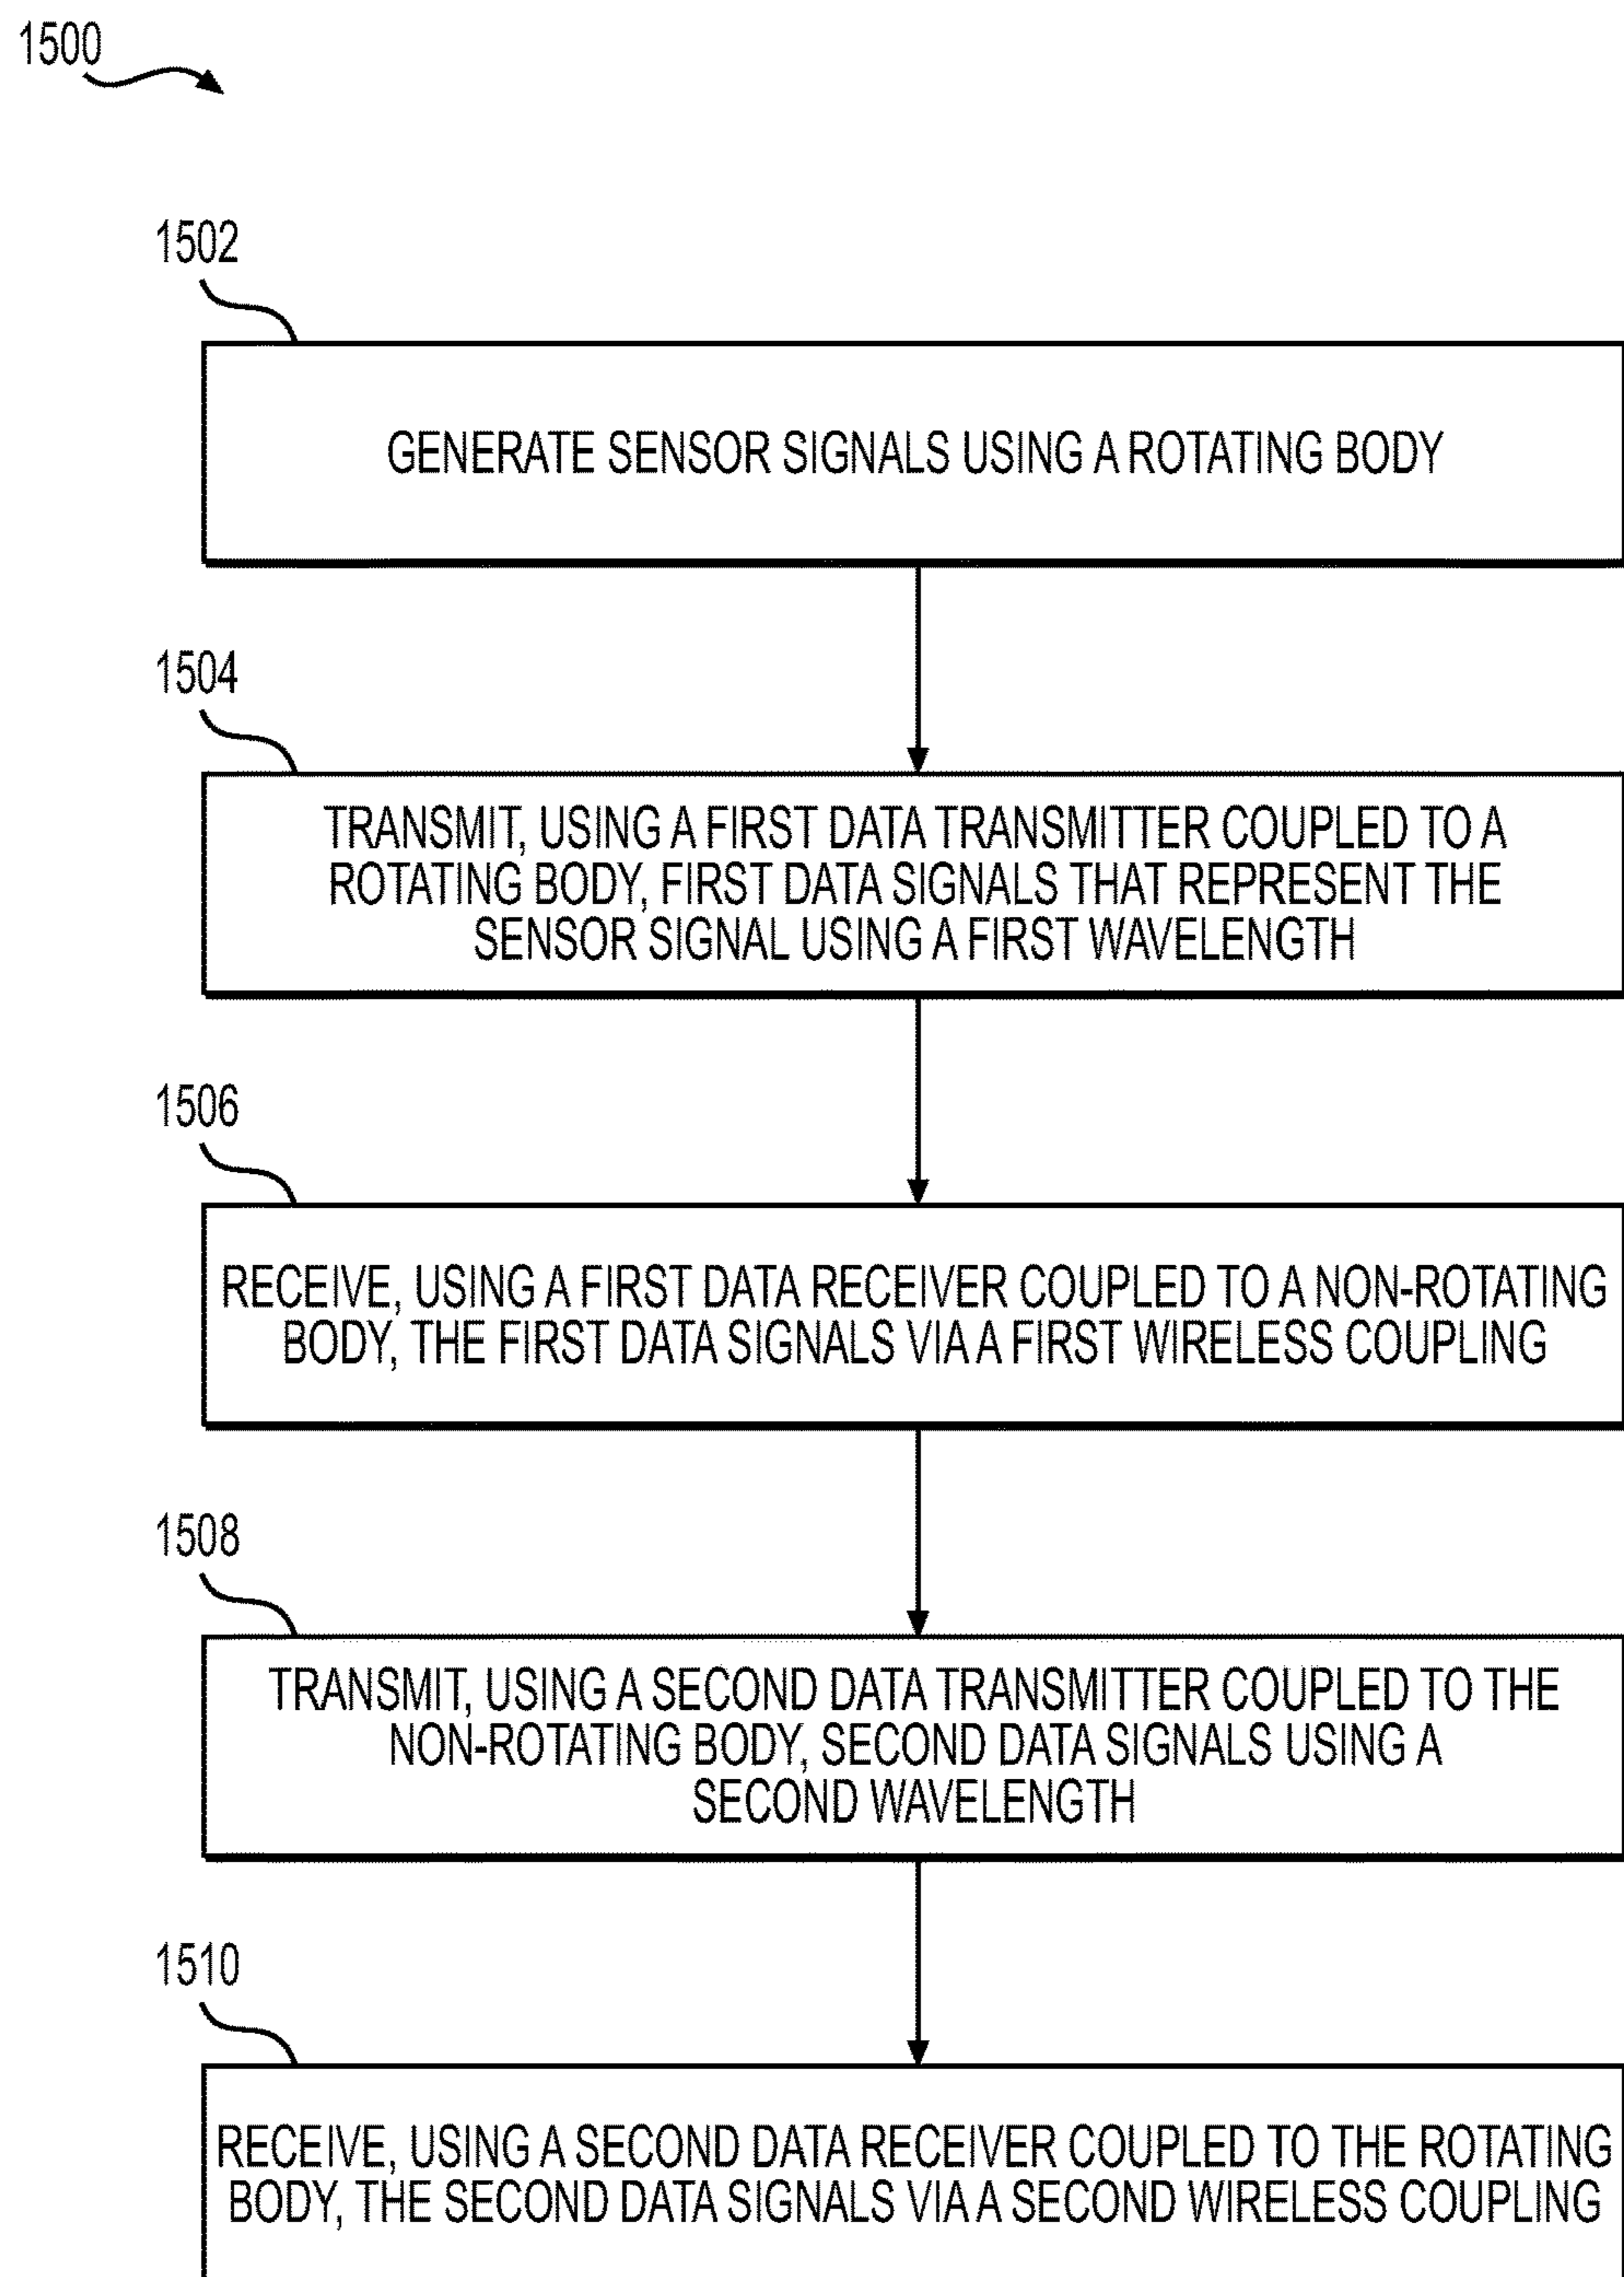 1500
1502
GENERATE SENSOR SIGNALS USING A ROTATING BODY
1504
TRANSMIT, USING A FIRST DATA TRANSMITTER COUPLED TO A
ROTATING BODY, FIRST DATA SIGNALS THAT REPRESENT THE
SENSOR SIGNAL USING A FIRST WAVELENGTH
1506
RECEIVE, USING A FIRST DATA RECEIVER COUPLED TO A NON-ROTATING
BODY, THE FIRST DATA SIGNALS VIA A FIRST WIRELESS COUPLING
1508
TRANSMIT, USING A SECOND DATA TRANSMITTER COUPLED TO THE
NON-ROTATING BODY, SECOND DATA SIGNALS USING A
SECOND WAVELENGTH
1510
RECEIVE, USING A SECOND DATA RECEIVER COUPLED TO THE ROTATING
BODY, THE SECOND DATA SIGNALS VIA A SECOND WIRELESS COUPLING